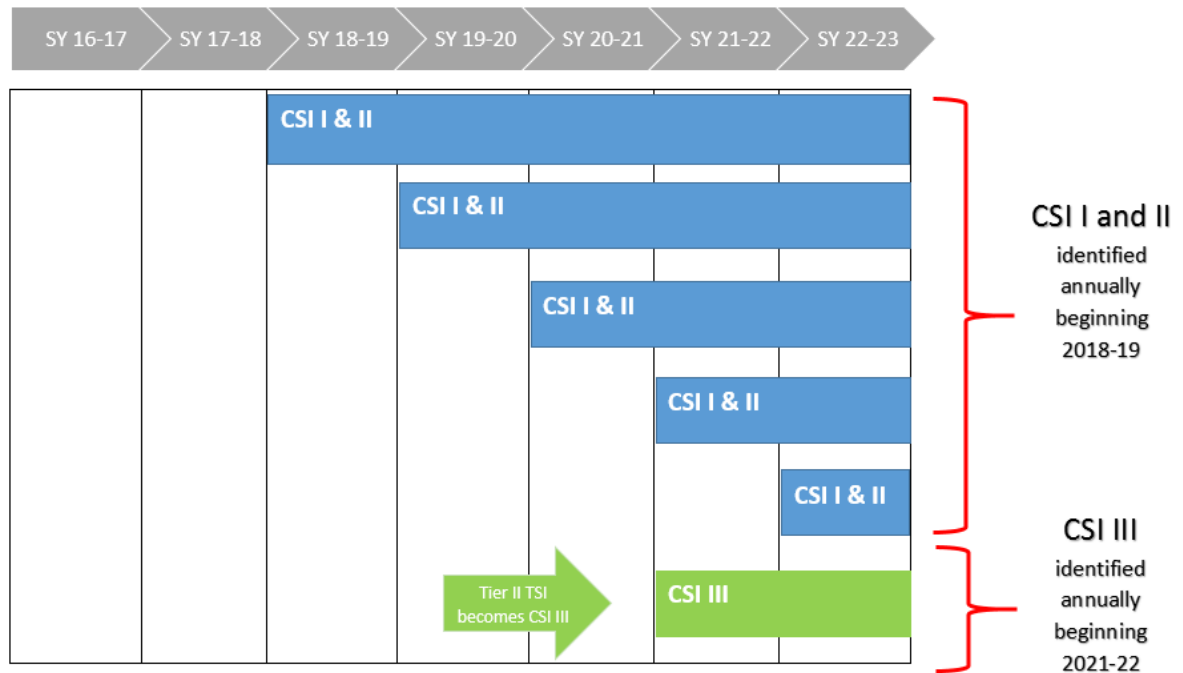 SY 16-17
SY 17-18
SY 18-19
SY 19-20
SY 20-21
SY 21-22
SY 22-23
CSI I & II
CSI I & II
CSI I & II
CSI I & II
CSI I & II
CSI I and II
identified
annually
beginning
2018-19
Tier II TSI
becomes CSI III
CSI III
CSI III
identified
annually
beginning
2021-22